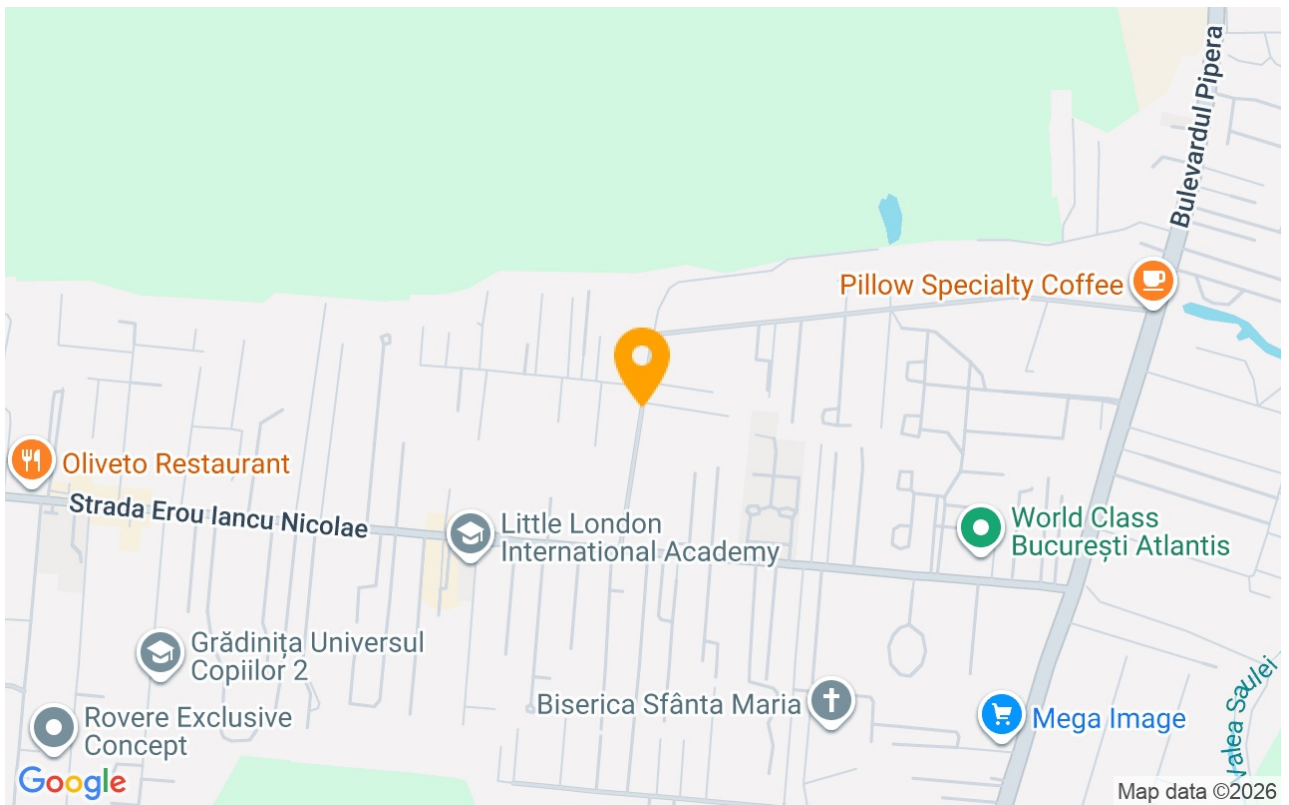 Bulevardul Pipera
Pillow Specialty Coffee
Oliveto Restaurant
Strada Erou Iancu Nicolae
Little London
International Academy
World Class
București Atlantis
Grădinița Universul
Copiilor 2
Biserica Sfânta Maria
Rovere Exclusive
Concept
Mega Image
Valea Saulei
Google
Map data ©2026